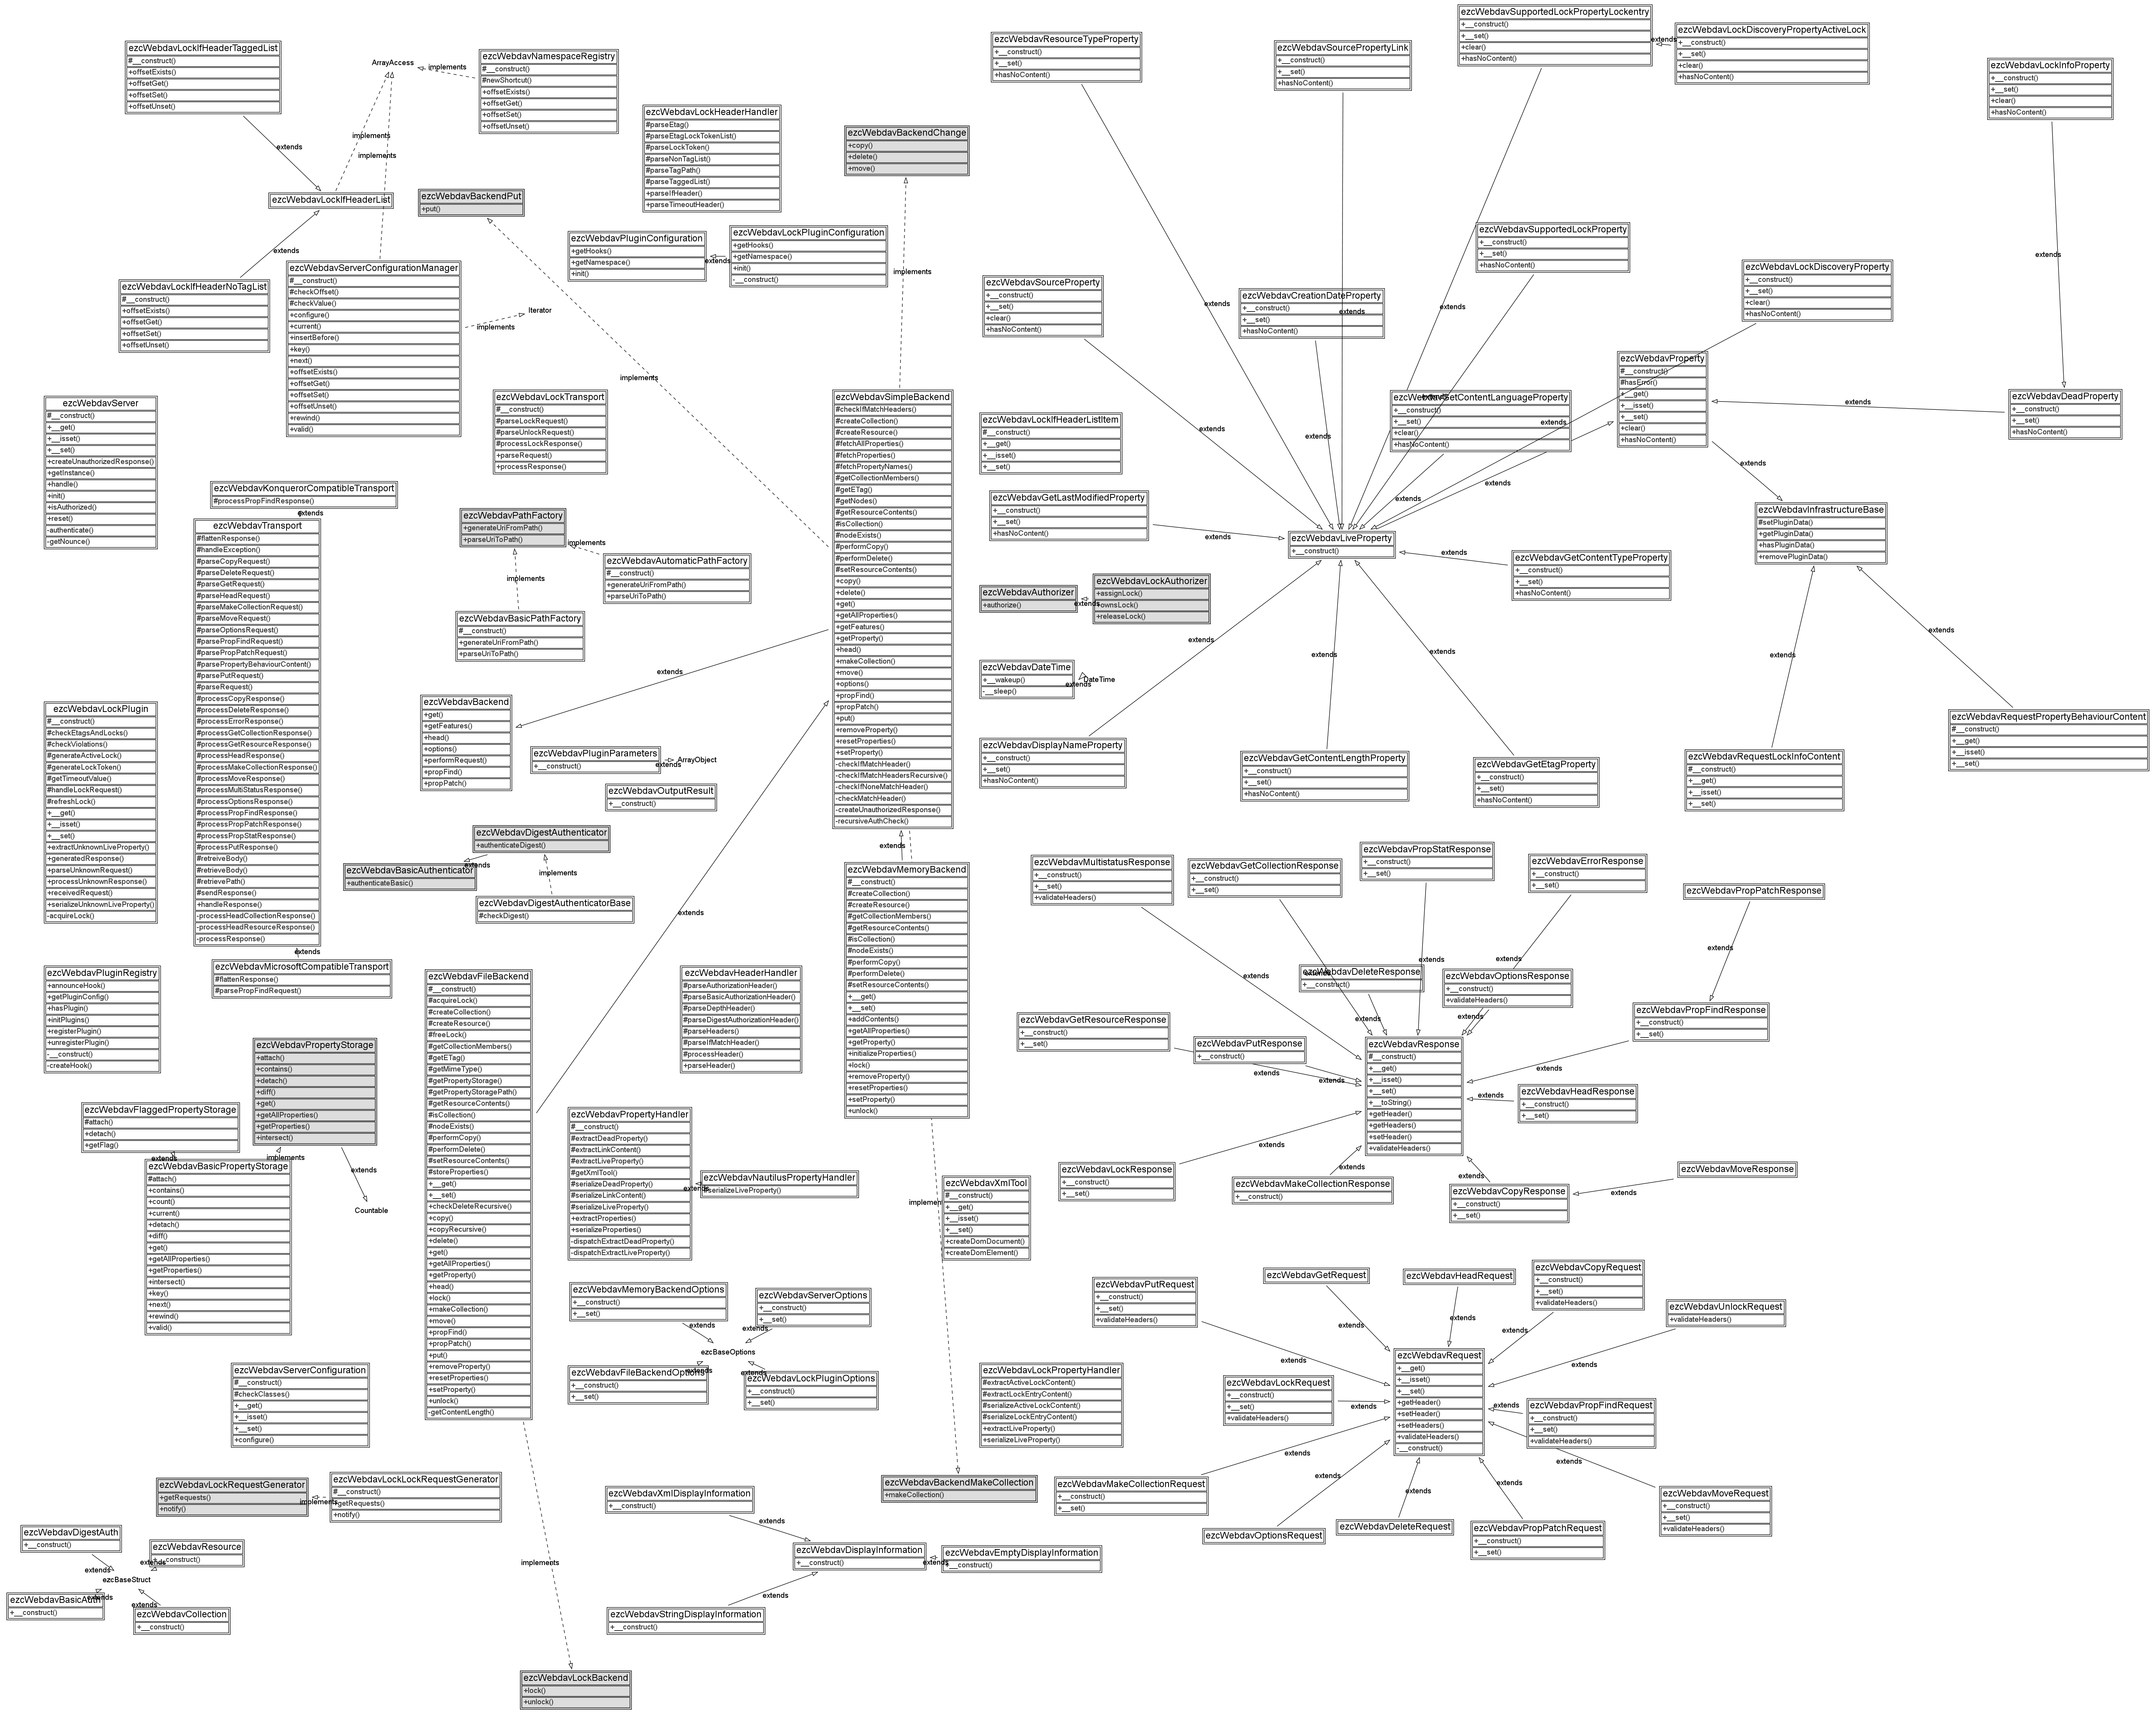 ezcWebdavLockIfHeaderTaggedList
#__construct()
+offsetExists()
+offsetGet()
+offsetSet()
+offsetUnset()
ArrayAccess
implements
ezcWebdavNamespaceRegistry
#__construct()
#newShortcut()
+offsetExists()
+offsetGet()
+offsetSet()
+offsetUnset()
implements
implements
extends
ezcWebdavLockIfHeaderList
extends
ezcWebdavLockIfHeaderNoTagList
#__construct()
+offsetExists()
+offsetGet()
+offsetSet()
+offsetUnset()
ezcWebdavServerConfigurationManager
#__construct()
#checkOffset()
#checkValue()
+configure()
+current()
+insertBefore()
+key()
+next()
+offsetExists()
+offsetGet()
+offsetSet()
+offsetUnset()
+rewind()
+valid()
implements
Iterator
ezcWebdavBackendPut
+put()
implements
ezcWebdavLockHeaderHandler
#parseEtag()
#parseEtagLockTokenList()
#parseLockToken()
#parseNonTagList()
#parseTagPath()
#parseTaggedList()
+parseIfHeader()
+parseTimeoutHeader()
ezcWebdavPluginConfiguration
+getHooks()
+getNamespace()
+init()
extends
ezcWebdavLockPluginConfiguration
+getHooks()
+getNamespace()
+init()
-__construct()
ezcWebdavBackendChange
+copy()
+delete()
+move()
implements
ezcWebdavServer
#__construct()
+__get()
+__isset()
+__set()
+createUnauthorizedResponse()
+getInstance()
+handle()
+init()
+isAuthorized()
+reset()
-authenticate()
-getNounce()
ezcWebdavLockTransport
#__construct()
#parseLockRequest()
#parseUnlockRequest()
#processLockResponse()
+parseRequest()
+processResponse()
ezcWebdavKonquerorCompatibleTransport
#processPropFindResponse()
extends
ezcWebdavTransport
#flattenResponse()
#handleException()
#parseCopyRequest()
#parseDeleteRequest()
#parseGetRequest()
#parseHeadRequest()
#parseMakeCollectionRequest()
#parseMoveRequest()
#parseOptionsRequest()
#parsePropFindRequest()
#parsePropPatchRequest()
#parsePropertyBehaviourContent()
#parsePutRequest()
#parseRequest()
#processCopyResponse()
#processDeleteResponse()
#processErrorResponse()
#processGetCollectionResponse()
#processGetResourceResponse()
#processHeadResponse()
#processMakeCollectionResponse()
#processMoveResponse()
#processMultiStatusResponse()
#processOptionsResponse()
#processPropFindResponse()
#processPropPatchResponse()
#processPropStatResponse()
#processPutResponse()
#retreiveBody()
#retrieveBody()
#retrievePath()
#sendResponse()
+handleResponse()
-processHeadCollectionResponse()
-processHeadResourceResponse()
-processResponse()
extends
ezcWebdavMicrosoftCompatibleTransport
#flattenResponse()
#parsePropFindRequest()
ezcWebdavPathFactory
+generateUriFromPath()
+parseUriToPath()
implements
ezcWebdavAutomaticPathFactory
#__construct()
+generateUriFromPath()
+parseUriToPath()
implements
ezcWebdavBasicPathFactory
#__construct()
+generateUriFromPath()
+parseUriToPath()
ezcWebdavSimpleBackend
#checkIfMatchHeaders()
#createCollection()
#createResource()
#fetchAllProperties()
#fetchProperties()
#fetchPropertyNames()
#getCollectionMembers()
#getETag()
#getNodes()
#getResourceContents()
#isCollection()
#nodeExists()
#performCopy()
#performDelete()
#setResourceContents()
+copy()
+delete()
+get()
+getAllProperties()
+getFeatures()
+getProperty()
+head()
+makeCollection()
+move()
+options()
+propFind()
+propPatch()
+put()
+removeProperty()
+resetProperties()
+setProperty()
-checkIfMatchHeader()
-checkIfMatchHeadersRecursive()
-checkIfNoneMatchHeader()
-checkMatchHeader()
-createUnauthorizedResponse()
-recursiveAuthCheck()
extends
ezcWebdavBackend
+get()
+getFeatures()
+head()
+options()
+performRequest()
+propFind()
+propPatch()
ezcWebdavPluginParameters
+__construct()
extends
ArrayObject
ezcWebdavOutputResult
+__construct()
ezcWebdavLockPlugin
#__construct()
#checkEtagsAndLocks()
#checkViolations()
#generateActiveLock()
#generateLockToken()
#getTimeoutValue()
#handleLockRequest()
#refreshLock()
+__get()
+__isset()
+__set()
+extractUnknownLiveProperty()
+generatedResponse()
+parseUnknownRequest()
+processUnknownResponse()
+receivedRequest()
+serializeUnknownLiveProperty()
-acquireLock()
ezcWebdavDigestAuthenticator
+authenticateDigest()
extends
ezcWebdavBasicAuthenticator
+authenticateBasic()
implements
ezcWebdavDigestAuthenticatorBase
#checkDigest()
extends
extends
ezcWebdavMemoryBackend
#__construct()
#createCollection()
#createResource()
#getCollectionMembers()
#getResourceContents()
#isCollection()
#nodeExists()
#performCopy()
#performDelete()
#setResourceContents()
+__get()
+__set()
+addContents()
+getAllProperties()
+getProperty()
+initializeProperties()
+lock()
+removeProperty()
+resetProperties()
+setProperty()
+unlock()
ezcWebdavPluginRegistry
+announceHook()
+getPluginConfig()
+hasPlugin()
+initPlugins()
+registerPlugin()
+unregisterPlugin()
-__construct()
-createHook()
ezcWebdavPropertyStorage
+attach()
+contains()
+detach()
+diff()
+get()
+getAllProperties()
+getProperties()
+intersect()
extends
Countable
ezcWebdavFlaggedPropertyStorage
#attach()
+detach()
+getFlag()
extends
implements
ezcWebdavBasicPropertyStorage
#attach()
+contains()
+count()
+current()
+detach()
+diff()
+get()
+getAllProperties()
+getProperties()
+intersect()
+key()
+next()
+rewind()
+valid()
ezcWebdavFileBackend
#__construct()
#acquireLock()
#createCollection()
#createResource()
#freeLock()
#getCollectionMembers()
#getETag()
#getMimeType()
#getPropertyStorage()
#getPropertyStoragePath()
#getResourceContents()
#isCollection()
#nodeExists()
#performCopy()
#performDelete()
#setResourceContents()
#storeProperties()
+__get()
+__set()
+checkDeleteRecursive()
+copy()
+copyRecursive()
+delete()
+get()
+getAllProperties()
+getProperty()
+head()
+lock()
+makeCollection()
+move()
+propFind()
+propPatch()
+put()
+removeProperty()
+resetProperties()
+setProperty()
+unlock()
-getContentLength()
ezcWebdavHeaderHandler
#parseAuthorizationHeader()
#parseBasicAuthorizationHeader()
#parseDepthHeader()
#parseDigestAuthorizationHeader()
#parseHeaders()
#parseIfMatchHeader()
#processHeader()
+parseHeader()
ezcWebdavPropertyHandler
#__construct()
#extractDeadProperty()
#extractLinkContent()
#extractLiveProperty()
#getXmlTool()
#serializeDeadProperty()
#serializeLinkContent()
#serializeLiveProperty()
+extractProperties()
+serializeProperties()
-dispatchExtractDeadProperty()
-dispatchExtractLiveProperty()
extends
ezcWebdavNautilusPropertyHandler
#serializeLiveProperty()
implements
ezcWebdavXmlTool
#__construct()
+__get()
+__isset()
+__set()
+createDomDocument()
+createDomElement()
ezcWebdavMemoryBackendOptions
+__construct()
+__set()
extends
ezcWebdavServerOptions
+__construct()
+__set()
extends
ezcBaseOptions
ezcWebdavFileBackendOptions
+__construct()
+__set()
extends
extends
ezcWebdavLockPluginOptions
+__construct()
+__set()
ezcWebdavServerConfiguration
#__construct()
#checkClasses()
+__get()
+__isset()
+__set()
+configure()
ezcWebdavLockPropertyHandler
#extractActiveLockContent()
#extractLockEntryContent()
#serializeActiveLockContent()
#serializeLockEntryContent()
+extractLiveProperty()
+serializeLiveProperty()
ezcWebdavLockRequestGenerator
+getRequests()
+notify()
implements
ezcWebdavLockLockRequestGenerator
#__construct()
+getRequests()
+notify()
ezcWebdavBackendMakeCollection
+makeCollection()
ezcWebdavDigestAuth
+__construct()
extends
ezcWebdavResource
+__construct()
extends
ezcBaseStruct
ezcWebdavBasicAuth
+__construct()
extends
extends
ezcWebdavCollection
+__construct()
ezcWebdavXmlDisplayInformation
+__construct()
extends
ezcWebdavDisplayInformation
+__construct()
extends
ezcWebdavEmptyDisplayInformation
+__construct()
extends
ezcWebdavStringDisplayInformation
+__construct()
implements
ezcWebdavLockBackend
+lock()
+unlock()
ezcWebdavResourceTypeProperty
+__construct()
+__set()
+hasNoContent()
ezcWebdavSourcePropertyLink
+__construct()
+__set()
+hasNoContent()
ezcWebdavSupportedLockPropertyLockentry
+__construct()
+__set()
+clear()
+hasNoContent()
extends
ezcWebdavLockDiscoveryPropertyActiveLock
+__construct()
+__set()
+clear()
+hasNoContent()
ezcWebdavLockInfoProperty
+__construct()
+__set()
+clear()
+hasNoContent()
extends
ezcWebdavSupportedLockProperty
+__construct()
+__set()
+hasNoContent()
ezcWebdavSourceProperty
+__construct()
+__set()
+clear()
+hasNoContent()
extends
ezcWebdavCreationDateProperty
+__construct()
+__set()
+hasNoContent()
extends
extends
ezcWebdavLockDiscoveryProperty
+__construct()
+__set()
+clear()
+hasNoContent()
ezcWebdavProperty
#__construct()
#hasError()
+__get()
+__isset()
+__set()
+clear()
+hasNoContent()
extends
ezcWebdavDeadProperty
+__construct()
+__set()
+hasNoContent()
ezcWebdavGetContentLanguageProperty
+__construct()
+__set()
+clear()
+hasNoContent()
extends
extends
ezcWebdavLockIfHeaderListItem
#__construct()
+__get()
+__isset()
+__set()
extends
extends
extends
extends
extends
ezcWebdavGetLastModifiedProperty
+__construct()
+__set()
+hasNoContent()
extends
ezcWebdavLiveProperty
+__construct()
extends
ezcWebdavGetContentTypeProperty
+__construct()
+__set()
+hasNoContent()
ezcWebdavInfrastructureBase
#setPluginData()
+getPluginData()
+hasPluginData()
+removePluginData()
ezcWebdavAuthorizer
+authorize()
extends
ezcWebdavLockAuthorizer
+assignLock()
+ownsLock()
+releaseLock()
ezcWebdavDateTime
+__wakeup()
-__sleep()
extends
DateTime
extends
extends
extends
extends
extends
ezcWebdavDisplayNameProperty
+__construct()
+__set()
+hasNoContent()
ezcWebdavGetContentLengthProperty
+__construct()
+__set()
+hasNoContent()
ezcWebdavGetEtagProperty
+__construct()
+__set()
+hasNoContent()
ezcWebdavRequestLockInfoContent
#__construct()
+__get()
+__isset()
+__set()
ezcWebdavRequestPropertyBehaviourContent
#__construct()
+__get()
+__isset()
+__set()
ezcWebdavMultistatusResponse
+__construct()
+__set()
+validateHeaders()
ezcWebdavGetCollectionResponse
+__construct()
+__set()
ezcWebdavPropStatResponse
+__construct()
+__set()
ezcWebdavErrorResponse
+__construct()
+__set()
ezcWebdavPropPatchResponse
extends
extends
extends
extends
extends
ezcWebdavDeleteResponse
+__construct()
ezcWebdavOptionsResponse
+__construct()
+validateHeaders()
ezcWebdavPropFindResponse
+__construct()
+__set()
ezcWebdavGetResourceResponse
+__construct()
+__set()
extends
extends
ezcWebdavPutResponse
+__construct()
extends
extends
ezcWebdavResponse
#__construct()
+__get()
+__isset()
+__set()
+__toString()
+getHeader()
+getHeaders()
+setHeader()
+validateHeaders()
extends
extends
ezcWebdavHeadResponse
+__construct()
+__set()
extends
extends
extends
ezcWebdavLockResponse
+__construct()
+__set()
ezcWebdavMakeCollectionResponse
+__construct()
ezcWebdavCopyResponse
+__construct()
+__set()
extends
ezcWebdavMoveResponse
ezcWebdavPutRequest
+__construct()
+__set()
+validateHeaders()
ezcWebdavGetRequest
ezcWebdavHeadRequest
ezcWebdavCopyRequest
+__construct()
+__set()
+validateHeaders()
ezcWebdavUnlockRequest
+validateHeaders()
extends
extends
extends
extends
extends
ezcWebdavRequest
+__get()
+__isset()
+__set()
+getHeader()
+setHeader()
+setHeaders()
+validateHeaders()
-__construct()
ezcWebdavLockRequest
+__construct()
+__set()
+validateHeaders()
extends
extends
ezcWebdavPropFindRequest
+__construct()
+__set()
+validateHeaders()
extends
extends
extends
extends
extends
ezcWebdavMakeCollectionRequest
+__construct()
+__set()
ezcWebdavOptionsRequest
ezcWebdavDeleteRequest
ezcWebdavPropPatchRequest
+__construct()
+__set()
ezcWebdavMoveRequest
+__construct()
+__set()
+validateHeaders()